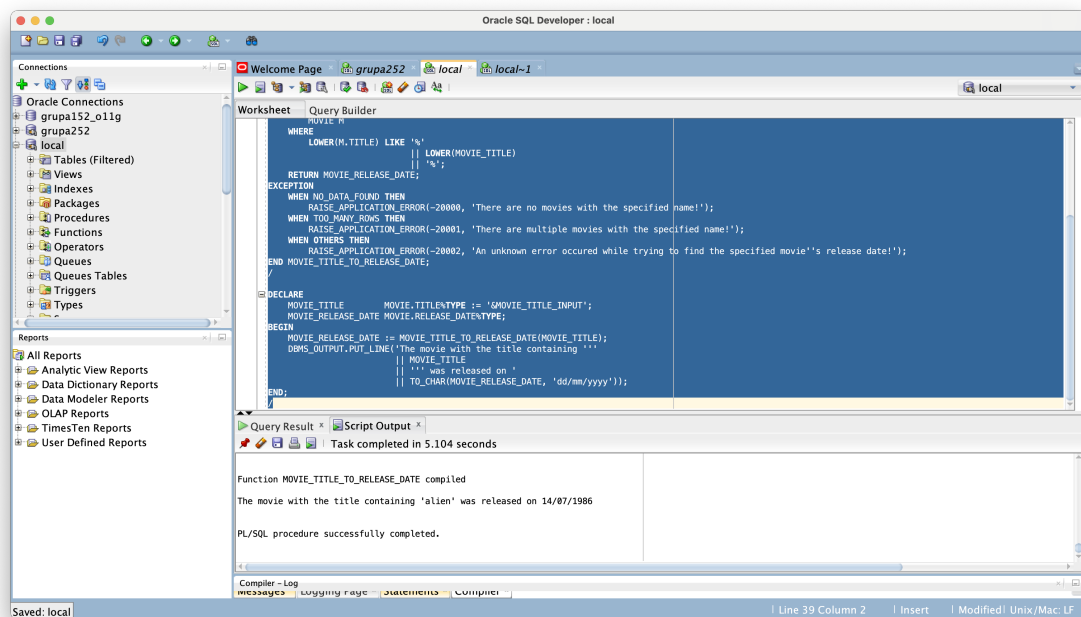 Oracle SQL Developer : local
Connections
Oracle Connections
grupa152_o11g
grupa252
local
Tables (Filtered)
Views
Indexes
Packages
Procedures
Functions
Operators
Queues
Queues Tables
Triggers
Types
Reports
All Reports
Analytic View Reports
Data Dictionary Reports
Data Modeler Reports
OLAP Reports
TimesTen Reports
User Defined Reports
Welcome Page grupa252 local local~1
local
Worksheet Query Builder
MOVIE M
WHERE
LOWER(M.TITLE) LIKE '%'
|| LOWER(MOVIE_TITLE)
|| '%';
RETURN MOVIE_RELEASE_DATE;
EXCEPTION
WHEN NO_DATA_FOUND THEN
RAISE_APPLICATION_ERROR(-20000, 'There are no movies with the specified name!');
WHEN TOO_MANY_ROWS THEN
RAISE_APPLICATION_ERROR(-20001, 'There are multiple movies with the specified name!');
WHEN OTHERS THEN
RAISE_APPLICATION_ERROR(-20002, 'An unknown error occured while trying to find the specified movie''s release date!');
END MOVIE_TITLE_TO_RELEASE_DATE;
/
DECLARE
MOVIE_TITLE MOVIE.TITLE%TYPE := '&MOVIE_TITLE_INPUT';
MOVIE_RELEASE_DATE MOVIE.RELEASE_DATE%TYPE;
BEGIN
MOVIE_RELEASE_DATE := MOVIE_TITLE_TO_RELEASE_DATE(MOVIE_TITLE);
DBMS_OUTPUT.PUT_LINE('The movie with the title containing '''
|| MOVIE_TITLE
|| ''' was released on '
|| TO_CHAR(MOVIE_RELEASE_DATE, 'dd/mm/yyyy'));
END;
/
Query Result Script Output
Task completed in 5.104 seconds
Function MOVIE_TITLE_TO_RELEASE_DATE compiled
The movie with the title containing 'alien' was released on 14/07/1986
PL/SQL procedure successfully completed.
Compiler - Log
Messages Logging Page Statements Compiler
Saved: local
Line 39 Column 2 Insert Modified Unix/Mac: LF